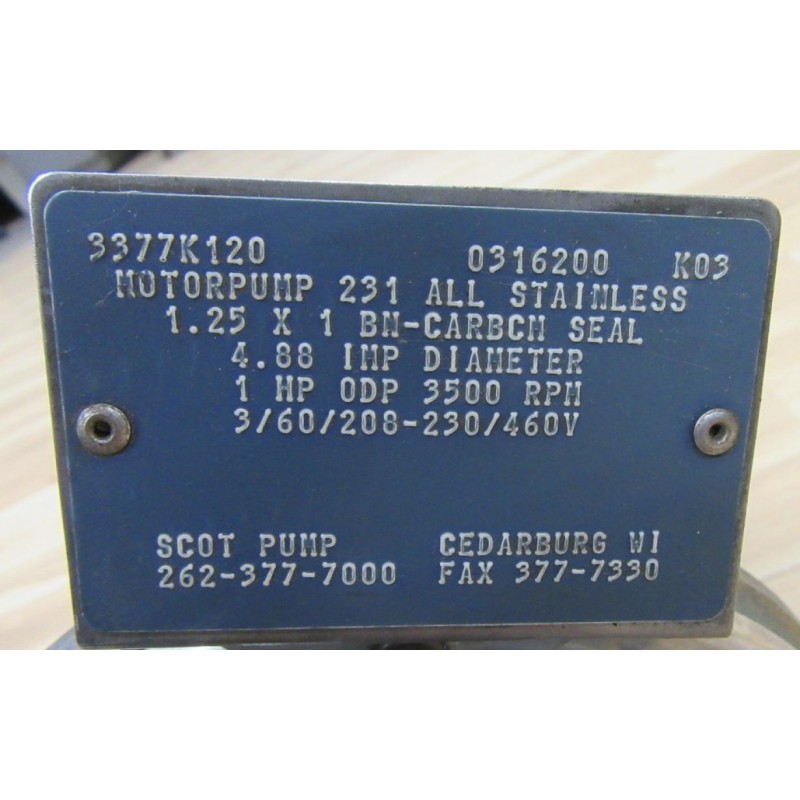 3377K120 0316200 K03
MOTORPUMP 231 ALL STAINLESS
1.25 X 1 BN-CARBCM SEAL
4.88 IMP DIAMETER
1 HP ODP 3500 RPM
3/60/208-230/460V
SCOT PUMP CEDARBURG WI
262-377-7000 FAX 377-7330